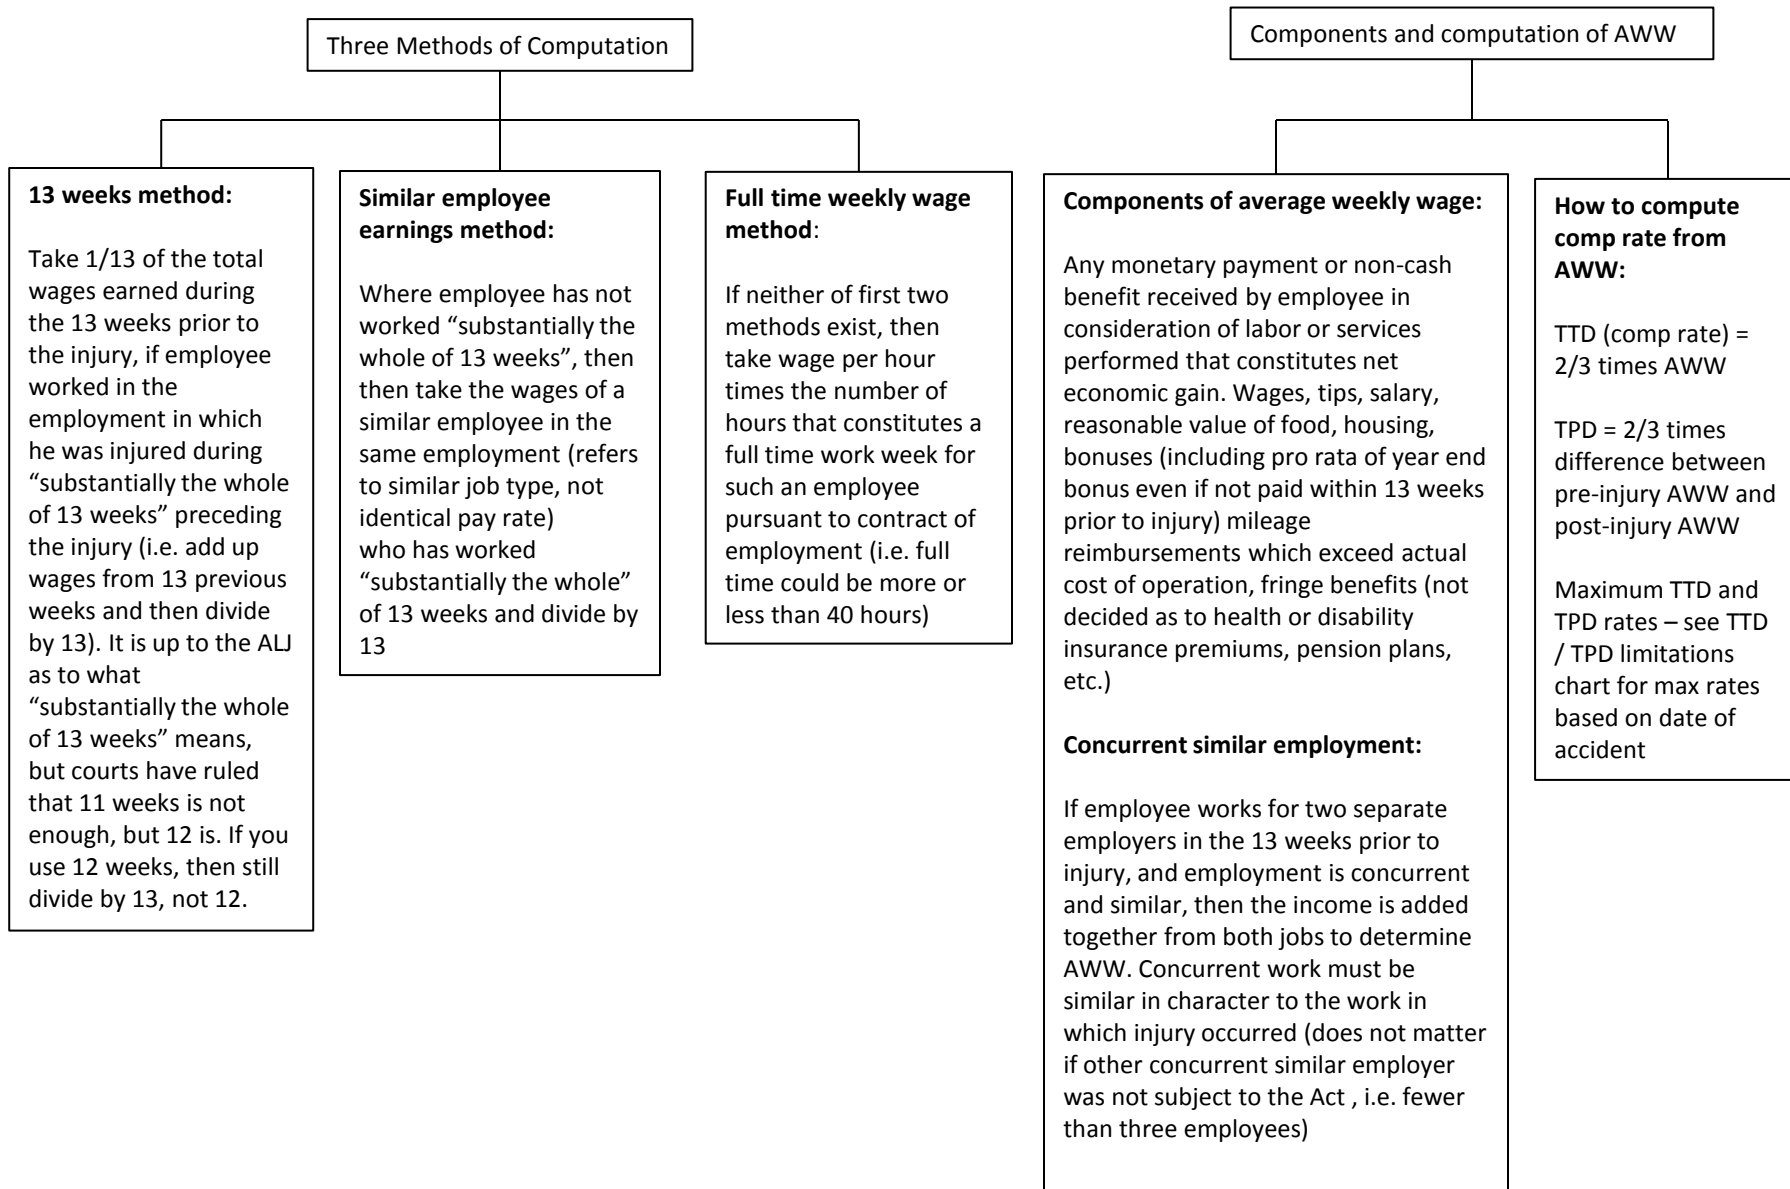 Three Methods of Computation
13 weeks method:
Take 1/13 of the total
wages earned during
the 13 weeks prior to
the injury, if employee
worked in the
employment in which
he was injured during
“substantially the whole
of 13 weeks” preceding
the injury (i.e. add up
wages from 13 previous
weeks and then divide
by 13). It is up to the ALJ
as to what
“substantially the whole
of 13 weeks” means,
but courts have ruled
that 11 weeks is not
enough, but 12 is. If you
use 12 weeks, then still
divide by 13, not 12.
Similar employee
earnings method:
Where employee has not
worked “substantially the
whole of 13 weeks”, then
then take the wages of a
similar employee in the
same employment (refers
to similar job type, not
identical pay rate)
who has worked
“substantially the whole”
of 13 weeks and divide by
13
Full time weekly wage
method:
If neither of first two
methods exist, then
take wage per hour
times the number of
hours that constitutes a
full time work week for
such an employee
pursuant to contract of
employment (i.e. full
time could be more or
less than 40 hours)
Components and computation of AWW
Components of average weekly wage:
Any monetary payment or non-cash
benefit received by employee in
consideration of labor or services
performed that constitutes net
economic gain. Wages, tips, salary,
reasonable value of food, housing,
bonuses (including pro rata of year end
bonus even if not paid within 13 weeks
prior to injury) mileage
reimbursements which exceed actual
cost of operation, fringe benefits (not
decided as to health or disability
insurance premiums, pension plans,
etc.)
Concurrent similar employment:
If employee works for two separate
employers in the 13 weeks prior to
injury, and employment is concurrent
and similar, then the income is added
together from both jobs to determine
AWW. Concurrent work must be
similar in character to the work in
which injury occurred (does not matter
if other concurrent similar employer
was not subject to the Act , i.e. fewer
than three employees)
How to compute
comp rate from
AWW:
TTD (comp rate) =
2/3 times AWW
TPD = 2/3 times
difference between
pre-injury AWW and
post-injury AWW
Maximum TTD and
TPD rates – see TTD
/ TPD limitations
chart for max rates
based on date of
accident